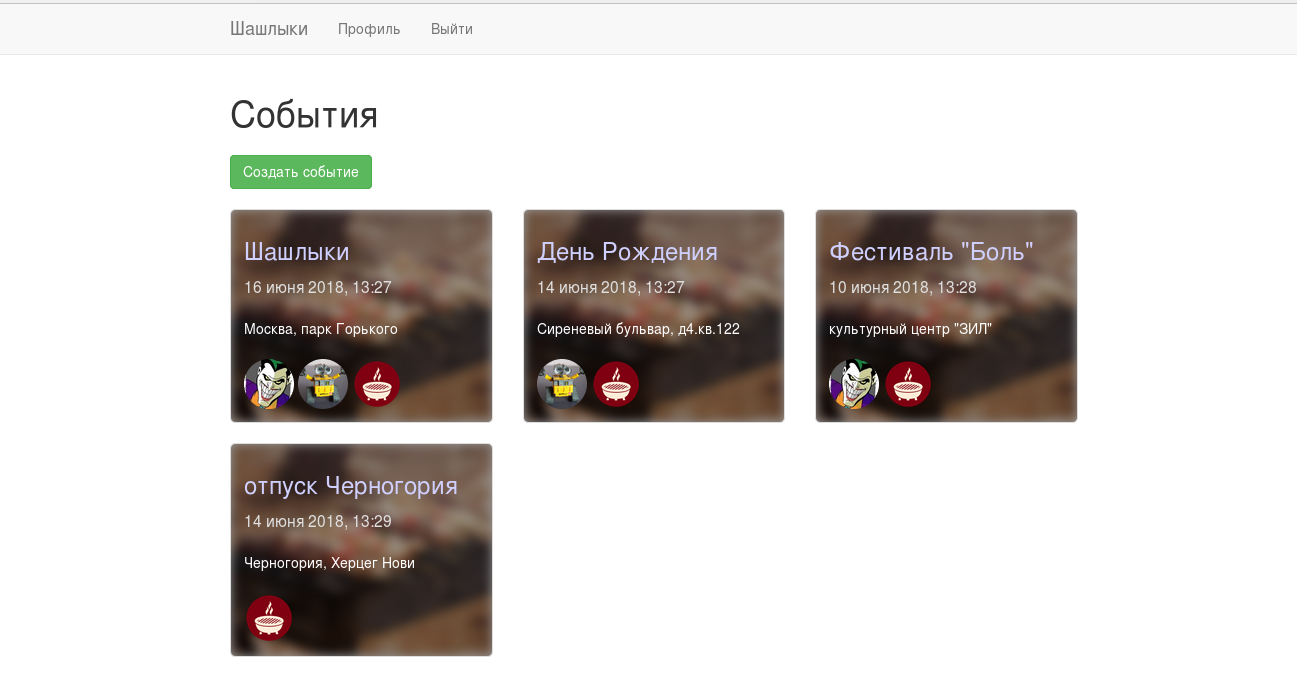 Шашлыки Профиль Выйти
События
Создать событие
Шашлыки
16 июня 2018, 13:27
Москва, парк Горького
День Рождения
14 июня 2018, 13:27
Сиреневый бульвар, д4.кв.122
Фестиваль "Боль"
10 июня 2018, 13:28
культурный центр "ЗИЛ"
отпуск Черногория
14 июня 2018, 13:29
Черногория, Херцег Нови